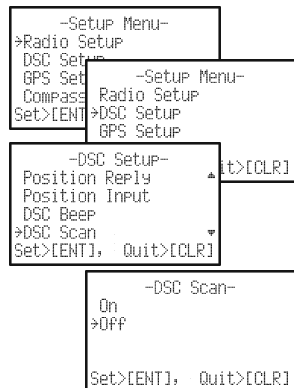 -Setup Menu-
→Radio Setup
DSC Setup
GPS Set
Compass
Set>[ENT
-Setup Menu-
Radio Setup
→DSC Setup
GPS Setup
it>[CLR]
-DSC Setup-
Position Reply
Position Input
DSC Beep
→DSC Scan
Set>[ENT], Quit>[CLR]
-DSC Scan-
On
→Off
Set>[ENT], Quit>[CLR]